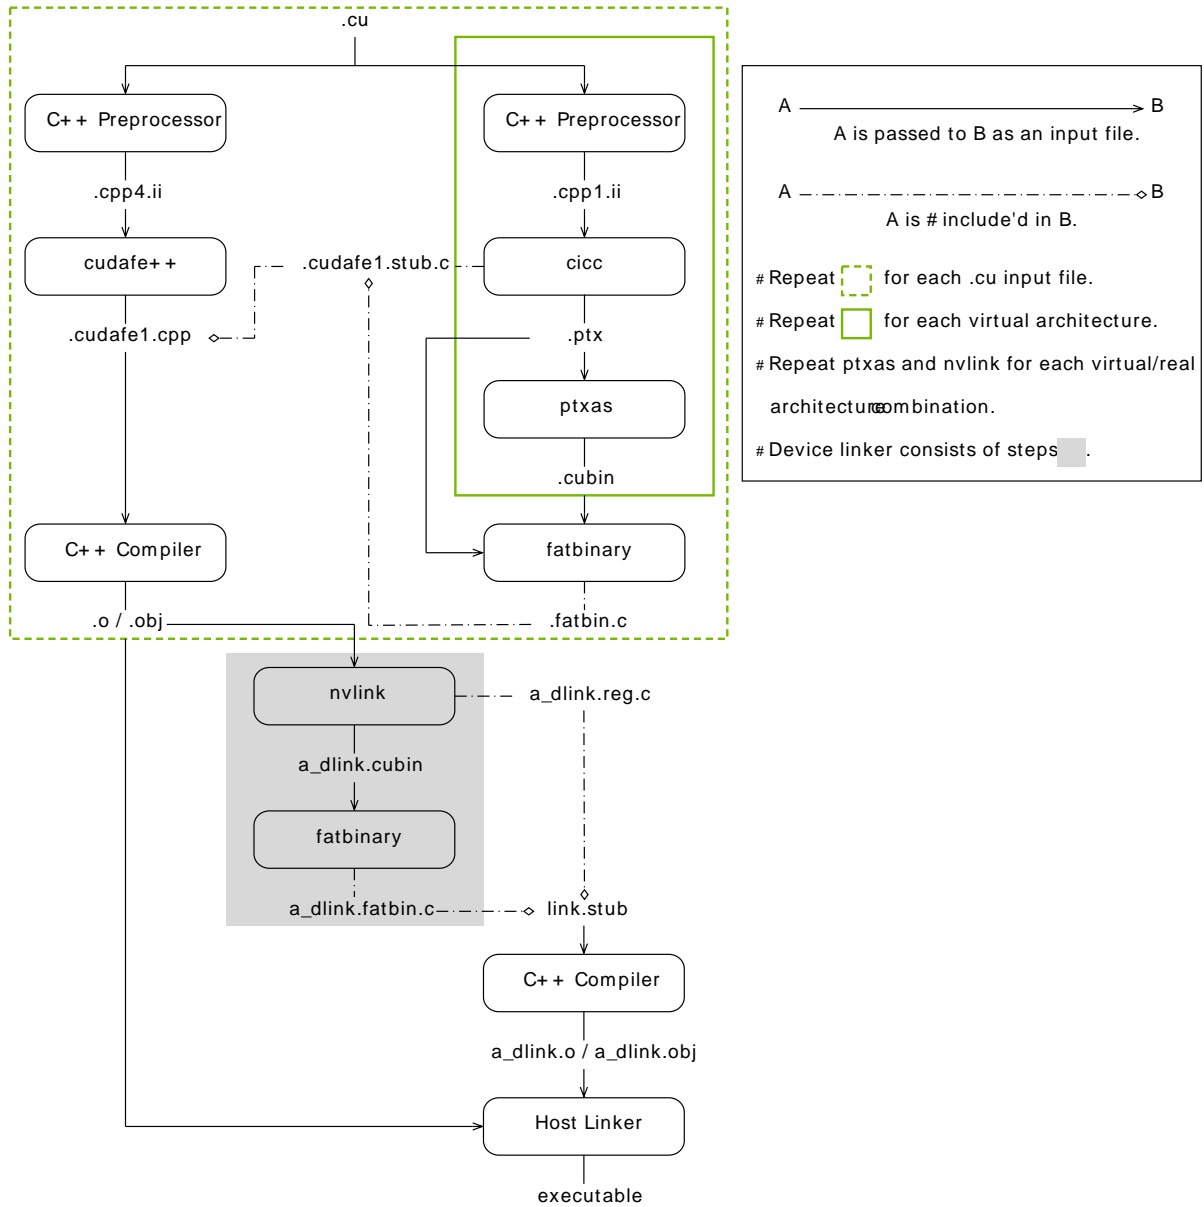 .cu
C++ Preprocessor
C++ Preprocessor
.cpp4.ii
.cpp1.ii
cudafe++
.cudafe1.stub.c
cicc
.cudafe1.cpp
.ptx
ptxas
.cubin
C++ Compiler
fatbinary
.o / .obj
.fatbin.c
nvlink
a_dlink.reg.c
a_dlink.cubin
fatbinary
a_dlink.fatbin.c
link.stub
C++ Compiler
a_dlink.o / a_dlink.obj
Host Linker
executable
A B
A is passed to B as an input file.
A B
A is #include'd in B.
# Repeat for each .cu input file.
# Repeat for each virtual architecture.
# Repeat ptxas and nvlink for each virtual/real
architecture combination.
# Device linker consists of steps .